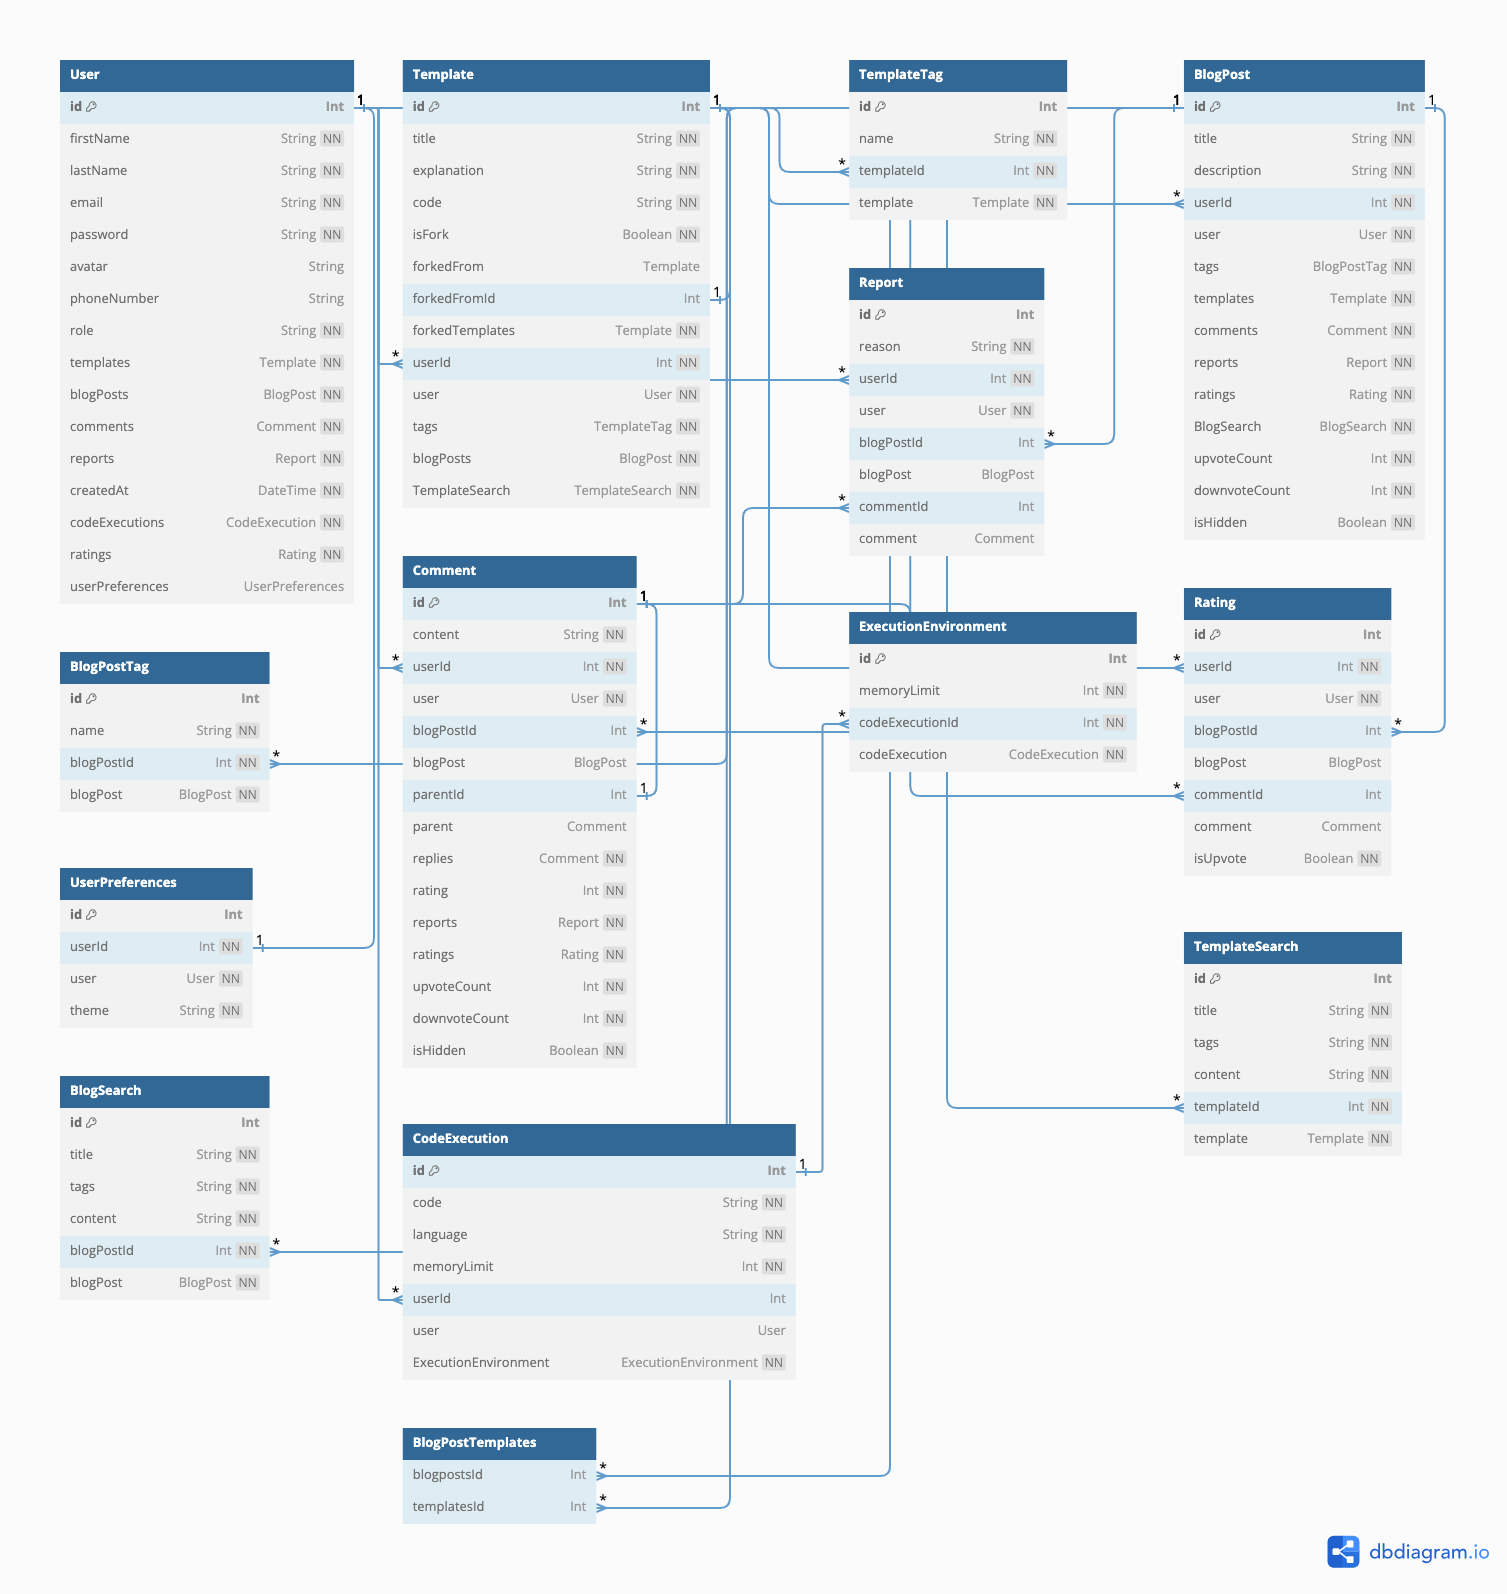 User
id Int
firstName String NN
lastName String NN
email String NN
password String NN
avatar String
phoneNumber String
role String NN
templates Template NN
blogPosts BlogPost NN
comments Comment NN
reports Report NN
createdAt DateTime NN
codeExecutions CodeExecution NN
ratings Rating NN
userPreferences UserPreferences
1
Template
id Int
title String NN
explanation String NN
code String NN
isFork Boolean NN
forkedFrom Template
forkedFromId Int
forkedTemplates Template NN
userId Int NN
user User NN
tags TemplateTag NN
blogPosts BlogPost NN
TemplateSearch TemplateSearch NN
1
1
*
TemplateTag
id Int
name String NN
templateId Int NN
template Template NN
*
BlogPost
id Int
title String NN
description String NN
userId Int NN
user User NN
tags BlogPostTag NN
templates Template NN
comments Comment NN
reports Report NN
ratings Rating NN
BlogSearch BlogSearch NN
upvoteCount Int NN
downvoteCount Int NN
isHidden Boolean NN
1
1
*
Report
id Int
reason String NN
userId Int NN
user User NN
blogPostId Int
blogPost BlogPost
commentId Int
comment Comment
*
*
*
Comment
id Int
content String NN
userId Int NN
user User NN
blogPostId Int
blogPost BlogPost
parentId Int
parent Comment
replies Comment NN
rating Int NN
reports Report NN
ratings Rating NN
upvoteCount Int NN
downvoteCount Int NN
isHidden Boolean NN
1
*
*
1
ExecutionEnvironment
id Int
memoryLimit Int NN
codeExecutionId Int NN
codeExecution CodeExecution NN
*
Rating
id Int
userId Int NN
user User NN
blogPostId Int
blogPost BlogPost
commentId Int
comment Comment
isUpvote Boolean NN
*
*
*
BlogPostTag
id Int
name String NN
blogPostId Int NN
blogPost BlogPost NN
*
UserPreferences
id Int
userId Int NN
user User NN
theme String NN
1
TemplateSearch
id Int
title String NN
tags String NN
content String NN
templateId Int NN
template Template NN
*
BlogSearch
id Int
title String NN
tags String NN
content String NN
blogPostId Int NN
blogPost BlogPost NN
*
CodeExecution
id Int
code String NN
language String NN
memoryLimit Int NN
userId Int
user User
ExecutionEnvironment ExecutionEnvironment NN
1
*
BlogPostTemplates
blogpostsId Int
templatesId Int
*
*
dbdiagram.io